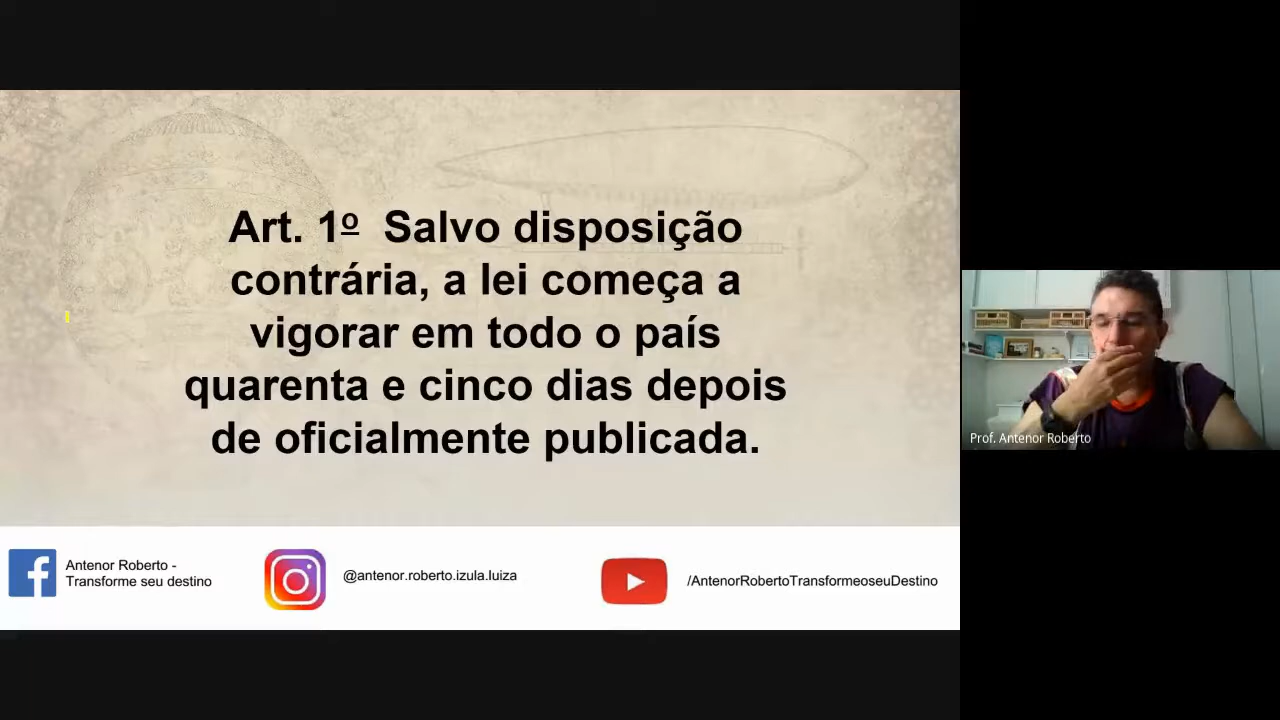 Art. 1º Salvo disposição
contrária, a lei começa a
vigorar em todo o país
quarenta e cinco dias depois
de oficialmente publicada.
Prof. Antenor Roberto
Antenor Roberto -
Transforme seu destino
@antenor.roberto.izula.luiza
/AntenorRobertoTransformeoseuDestino